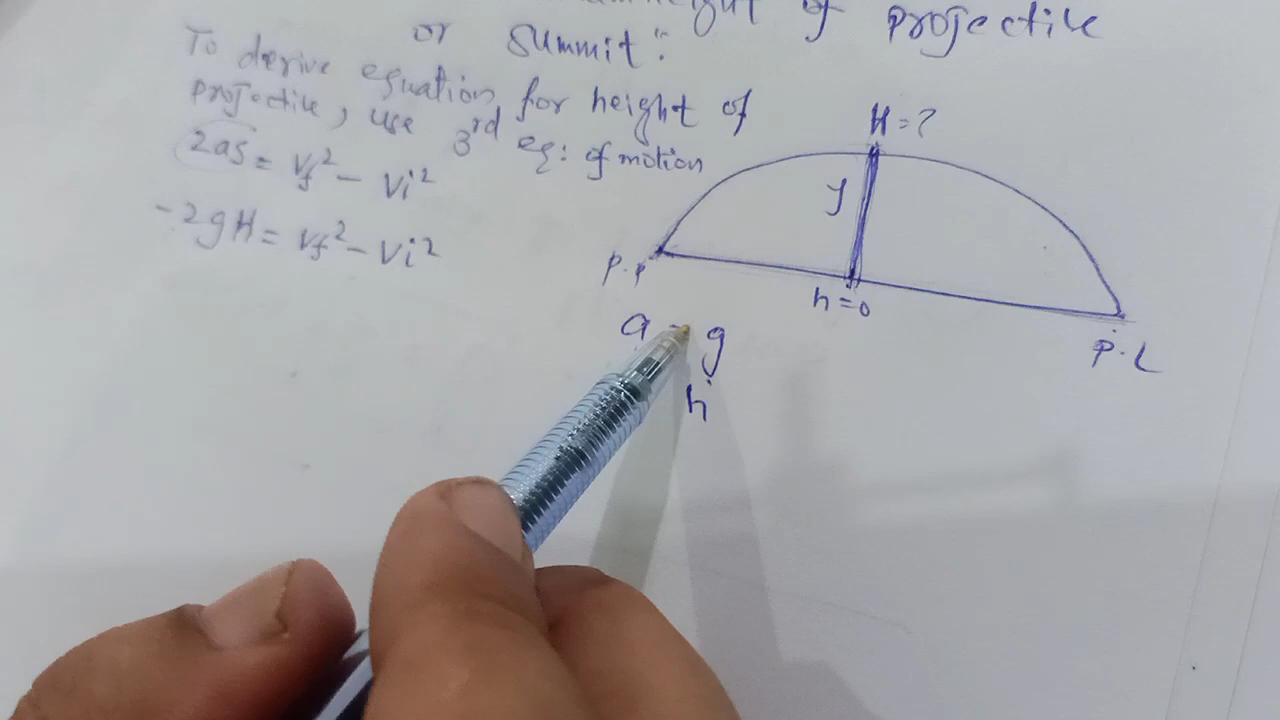 height of projectile
or summit":
To derive equation for height of
projectile, use 3rd eq: of motion
2as = vf² - vi²
-2gH = vf² - vi²
H = ?
y
P.P
h = 0
P.L
a
g
h